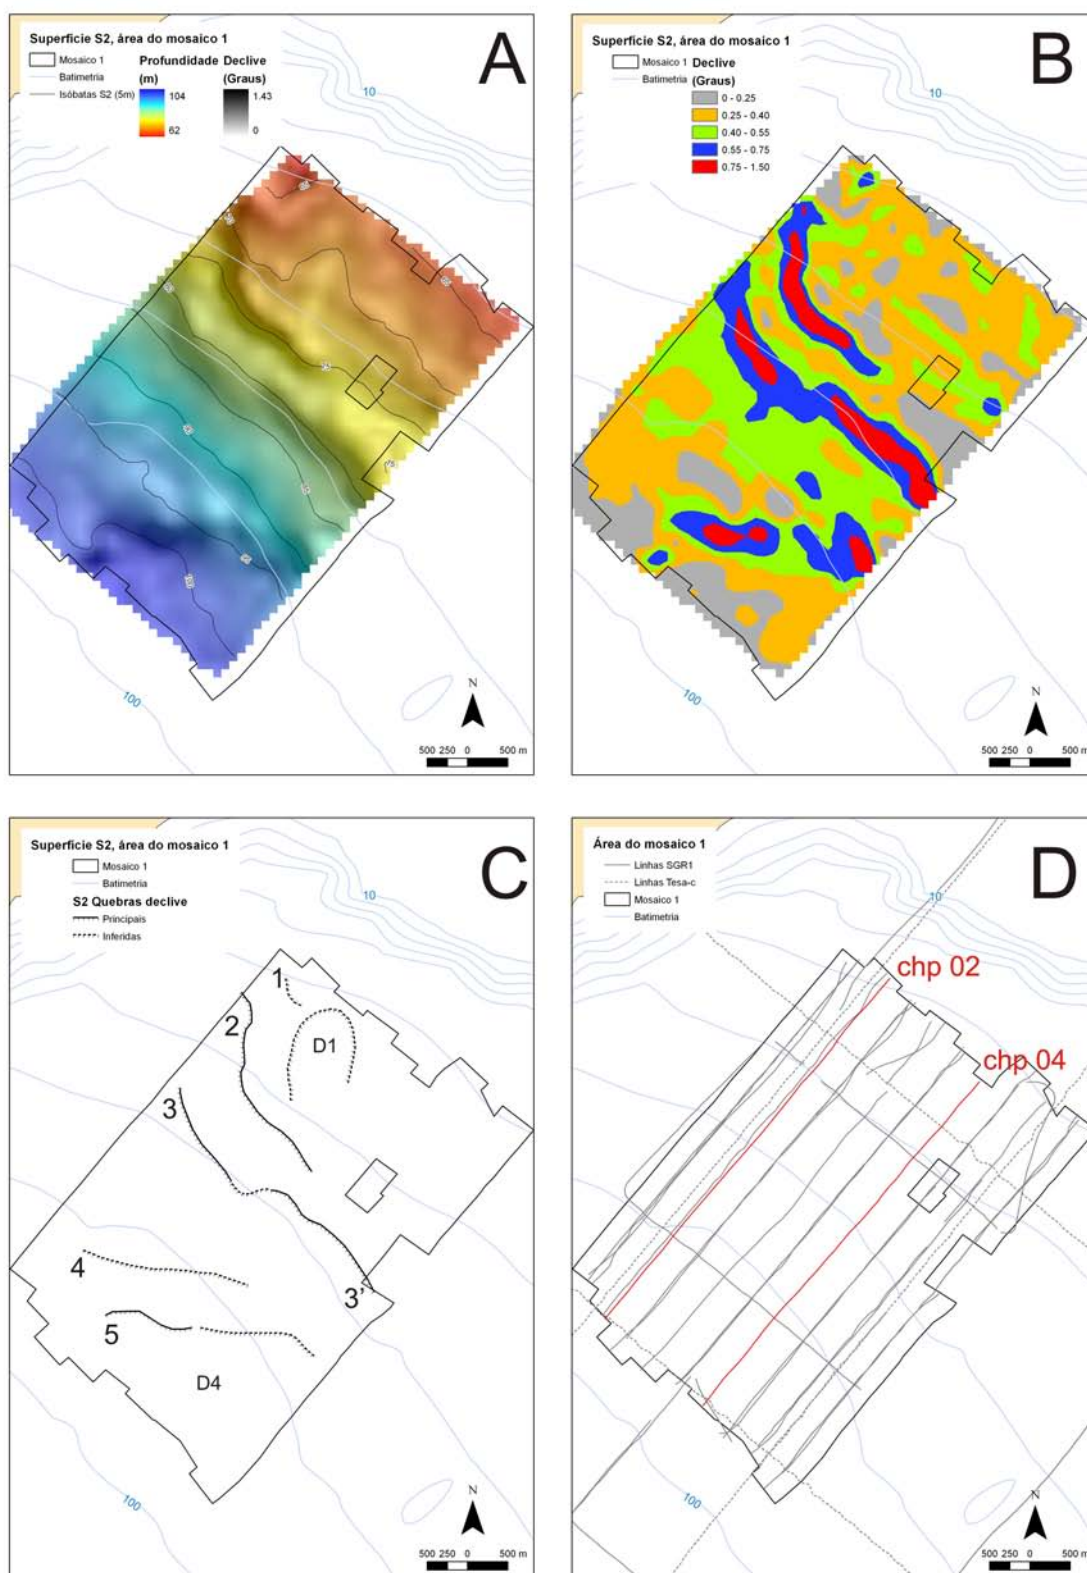 A
Superfície S2, área do mosaico 1
Mosaico 1
Batimetria
Isóbatas S2 (5m)
Profundidade
(m)
104
62
Declive
(Graus)
1.43
0
10
100
N
500 250 0 500 m
B
Superfície S2, área do mosaico 1
Mosaico 1
Batimetria
Declive
(Graus)
0 - 0.25
0.25 - 0.40
0.40 - 0.55
0.55 - 0.75
0.75 - 1.50
10
100
N
500 250 0 500 m
C
Superfície S2, área do mosaico 1
Mosaico 1
Batimetria
S2 Quebras declive
Principais
Inferidas
10
1
2
D1
3
4
3'
5
D4
100
N
500 250 0 500 m
D
Área do mosaico 1
Linhas SGR1
Linhas Tesa-c
Mosaico 1
Batimetria
10
chp 02
chp 04
100
N
500 250 0 500 m